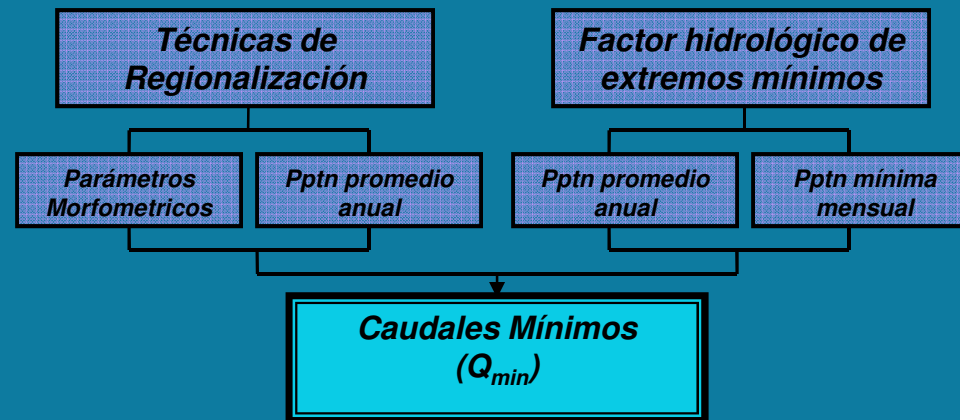 Técnicas de
Regionalización
Factor hidrológico de
extremos mínimos
Parámetros
Morfometricos
Pptn promedio
anual
Pptn promedio
anual
Pptn mínima
mensual
Caudales Mínimos
(Qmin)